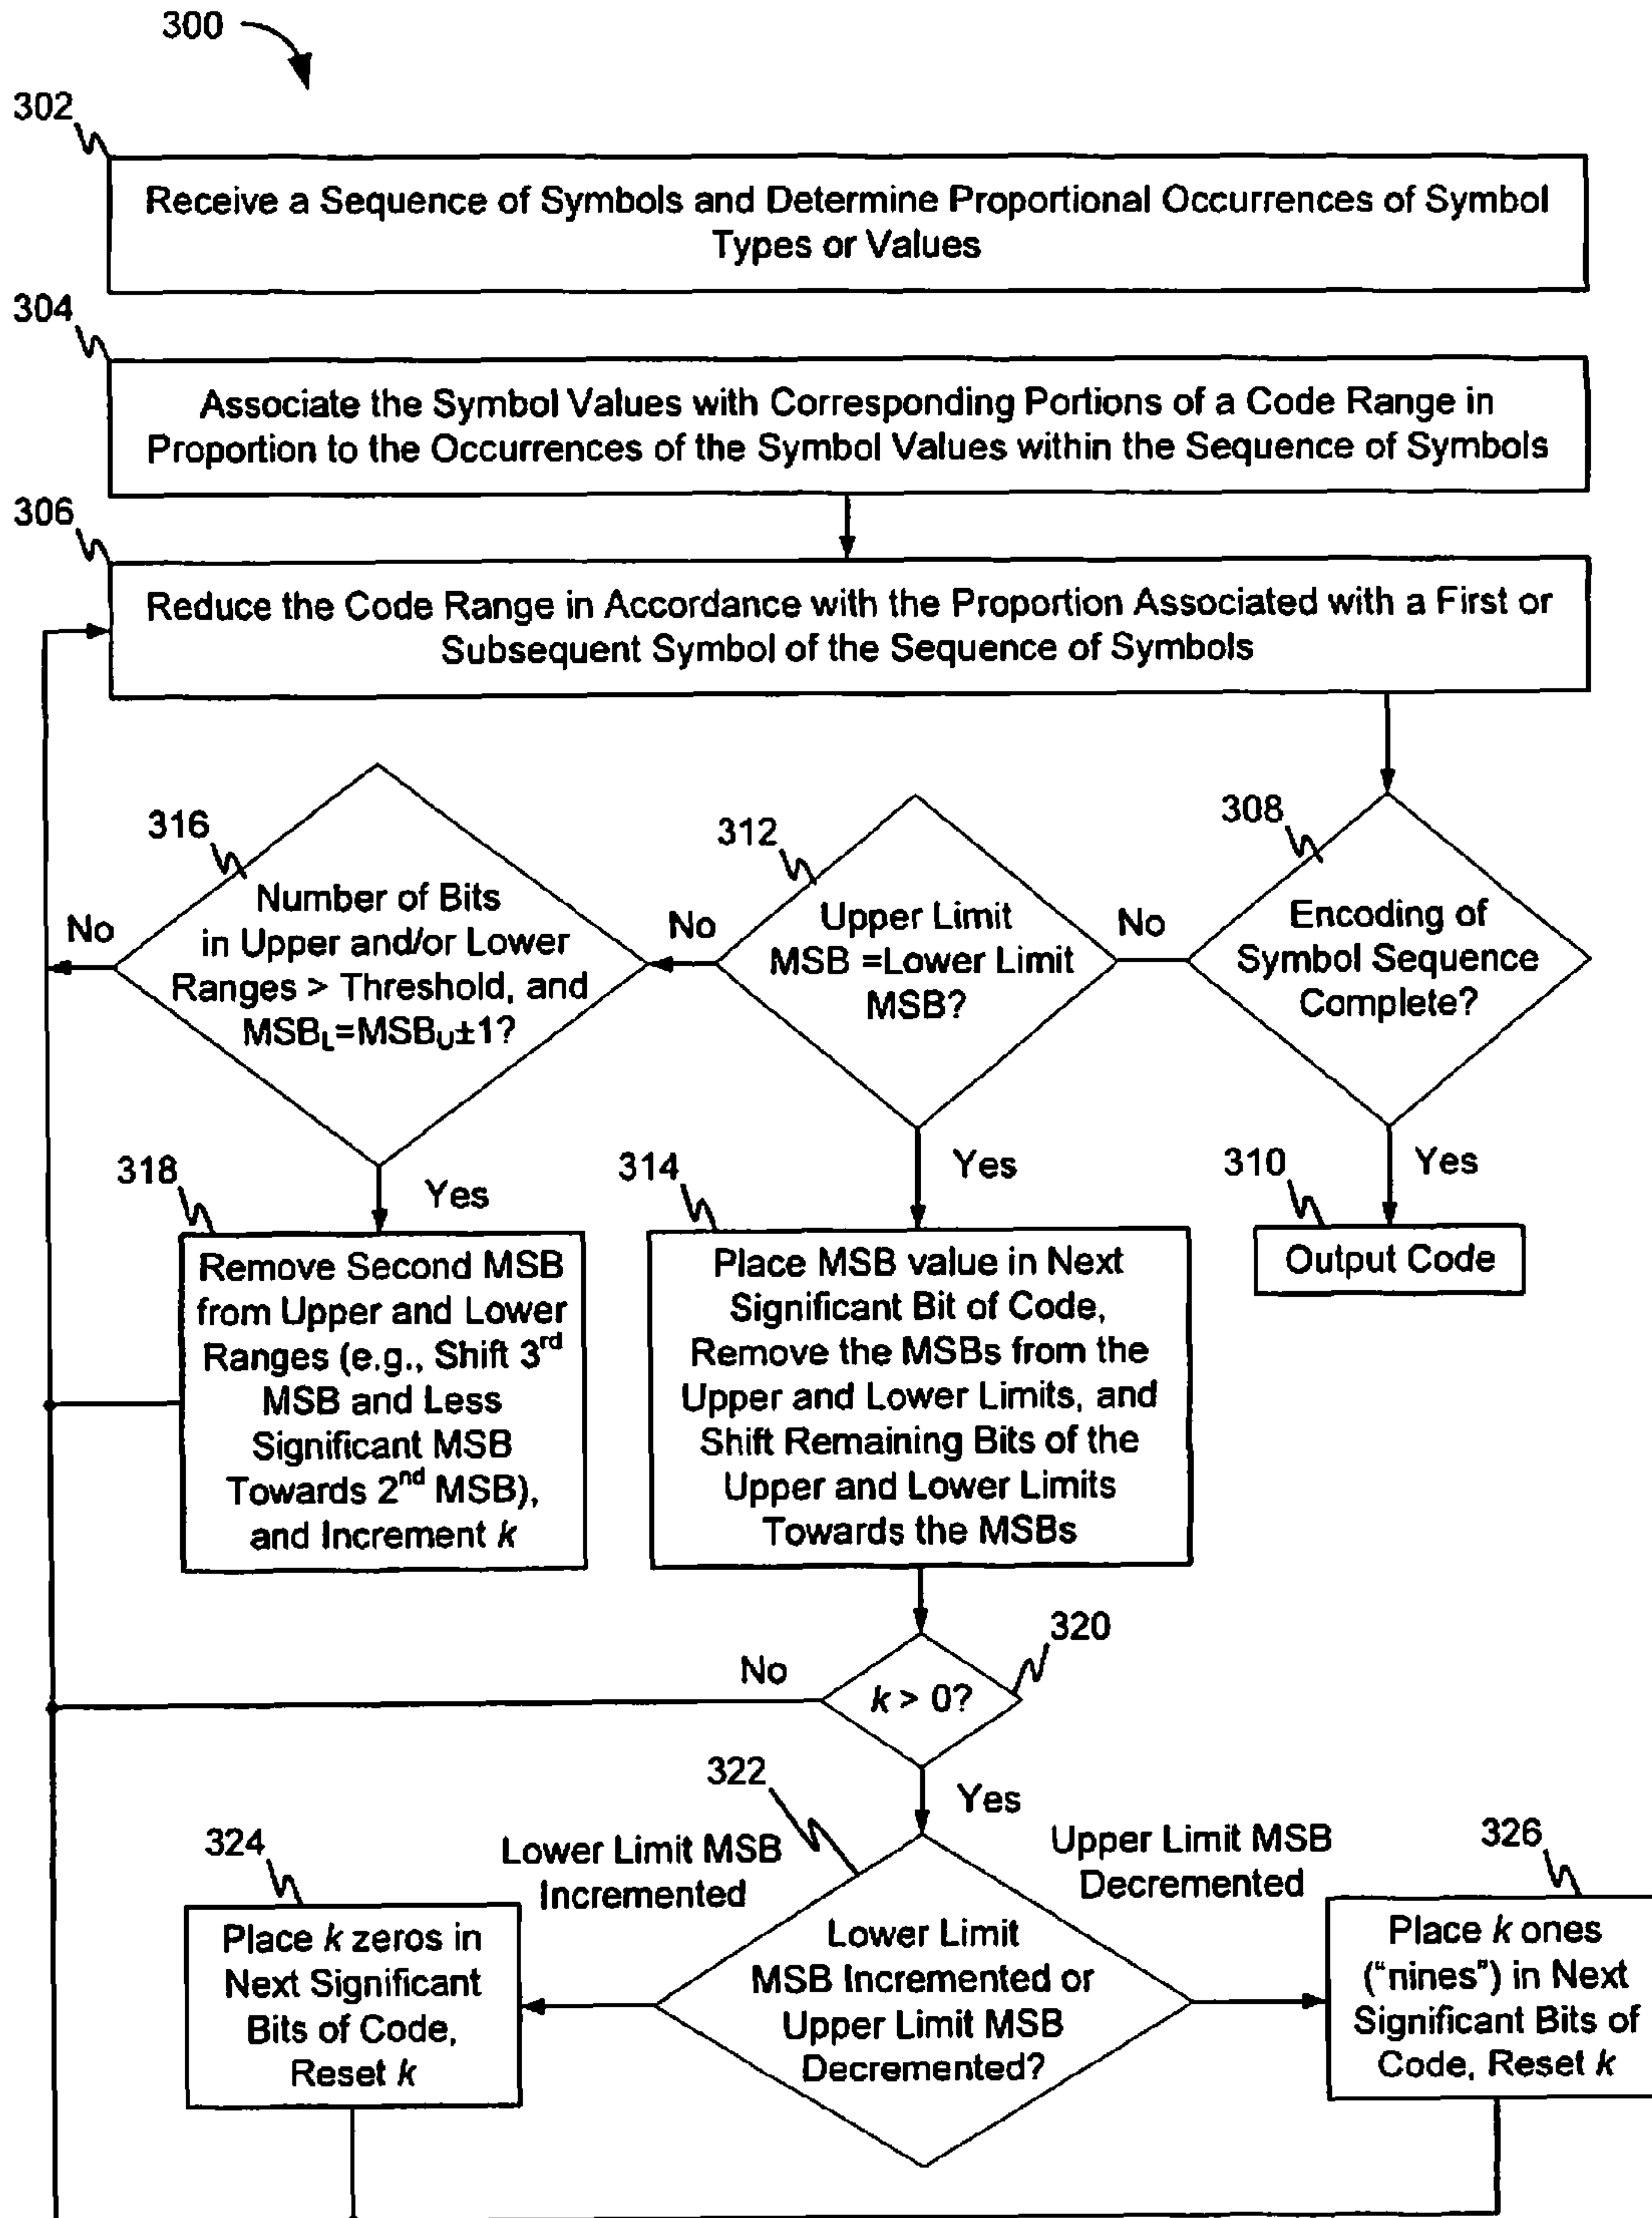 300
302
Receive a Sequence of Symbols and Determine Proportional Occurrences of Symbol
Types or Values
304
Associate the Symbol Values with Corresponding Portions of a Code Range in
Proportion to the Occurrences of the Symbol Values within the Sequence of Symbols
306
Reduce the Code Range in Accordance with the Proportion Associated with a First or
Subsequent Symbol of the Sequence of Symbols
316
Number of Bits
in Upper and/or Lower
Ranges > Threshold, and
MSB_L=MSB_U±1?
No
312
Upper Limit
MSB =Lower Limit
MSB?
No
308
Encoding of
Symbol Sequence
Complete?
No
318
Yes
Remove Second MSB
from Upper and Lower
Ranges (e.g., Shift 3rd
MSB and Less
Significant MSB
Towards 2nd MSB),
and Increment k
314
Yes
Place MSB value in Next
Significant Bit of Code,
Remove the MSBs from the
Upper and Lower Limits, and
Shift Remaining Bits of the
Upper and Lower Limits
Towards the MSBs
310
Yes
Output Code
320
No
k > 0?
322
Yes
324
Lower Limit MSB
Incremented
Upper Limit MSB
Decremented
326
Place k zeros in
Next Significant
Bits of Code,
Reset k
Lower Limit
MSB Incremented or
Upper Limit MSB
Decremented?
Place k ones
("nines") in Next
Significant Bits of
Code, Reset k